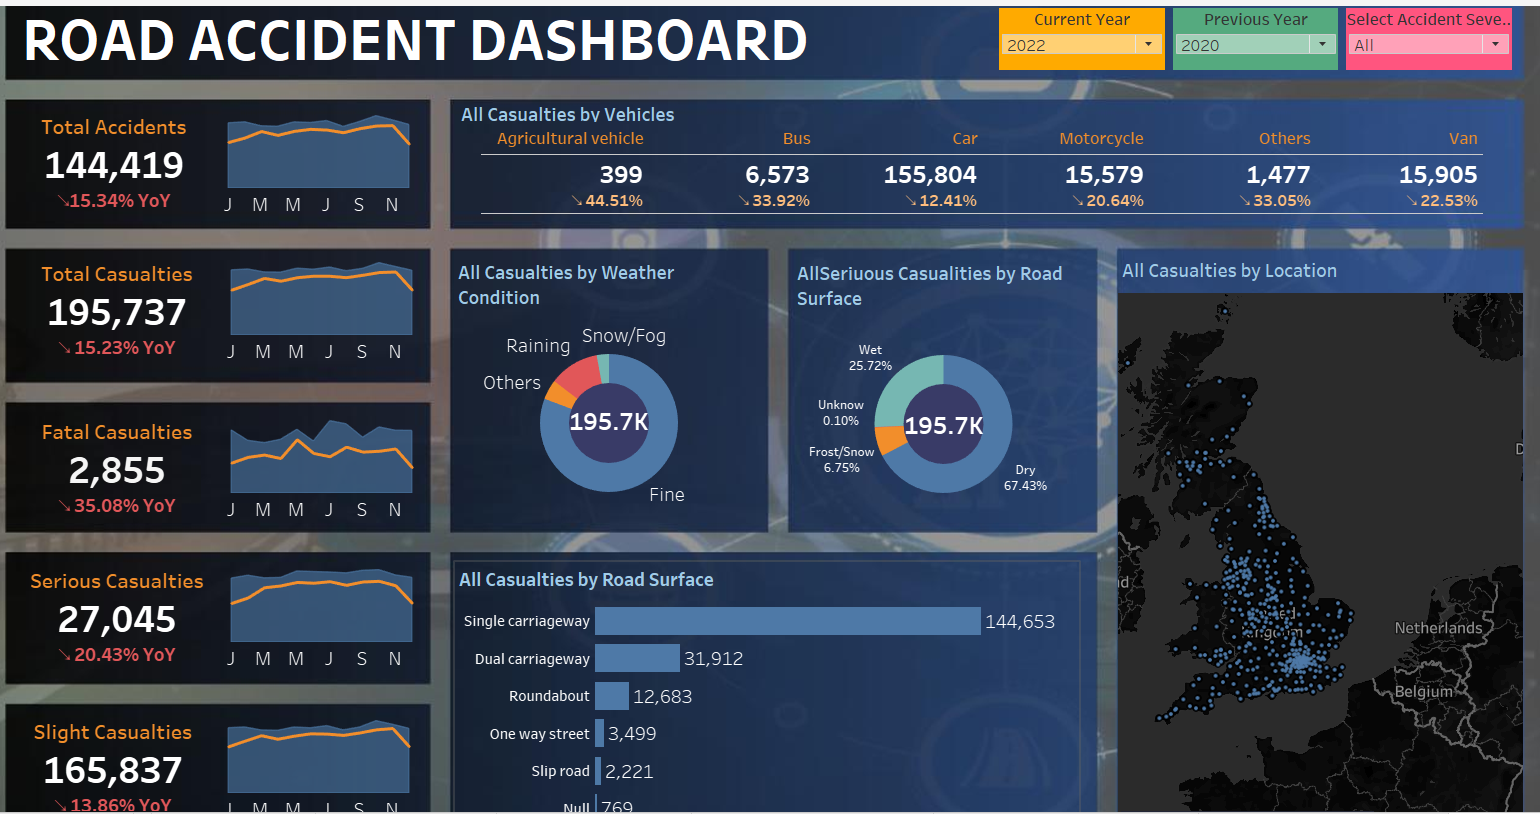 ROAD ACCIDENT DASHBOARD
Current Year
2022
Previous Year
2020
Select Accident Seve..
All
Total Accidents
144,419
↘15.34% YoY
J M M J S N
Total Casualties
195,737
↘15.23% YoY
J M M J S N
Fatal Casualties
2,855
↘35.08% YoY
J M M J S N
Serious Casualties
27,045
↘20.43% YoY
J M M J S N
Slight Casualties
165,837
↘13.86% YoY
J M M J S N
All Casualties by Vehicles
Agricultural vehicle Bus Car Motorcycle Others Van
399 6,573 155,804 15,579 1,477 15,905
↘44.51% ↘33.92% ↘12.41% ↘20.64% ↘33.05% ↘22.53%
All Casualties by Weather
Condition
Snow/Fog
Raining
Others
195.7K
Fine
AllSeriuous Casualities by Road
Surface
Wet
25.72%
Unknow
0.10%
195.7K
Frost/Snow
6.75%
Dry
67.43%
All Casualties by Road Surface
Single carriageway 144,653
Dual carriageway 31,912
Roundabout 12,683
One way street 3,499
Slip road 2,221
Null 769
All Casualties by Location
D
Netherlands
Belgium